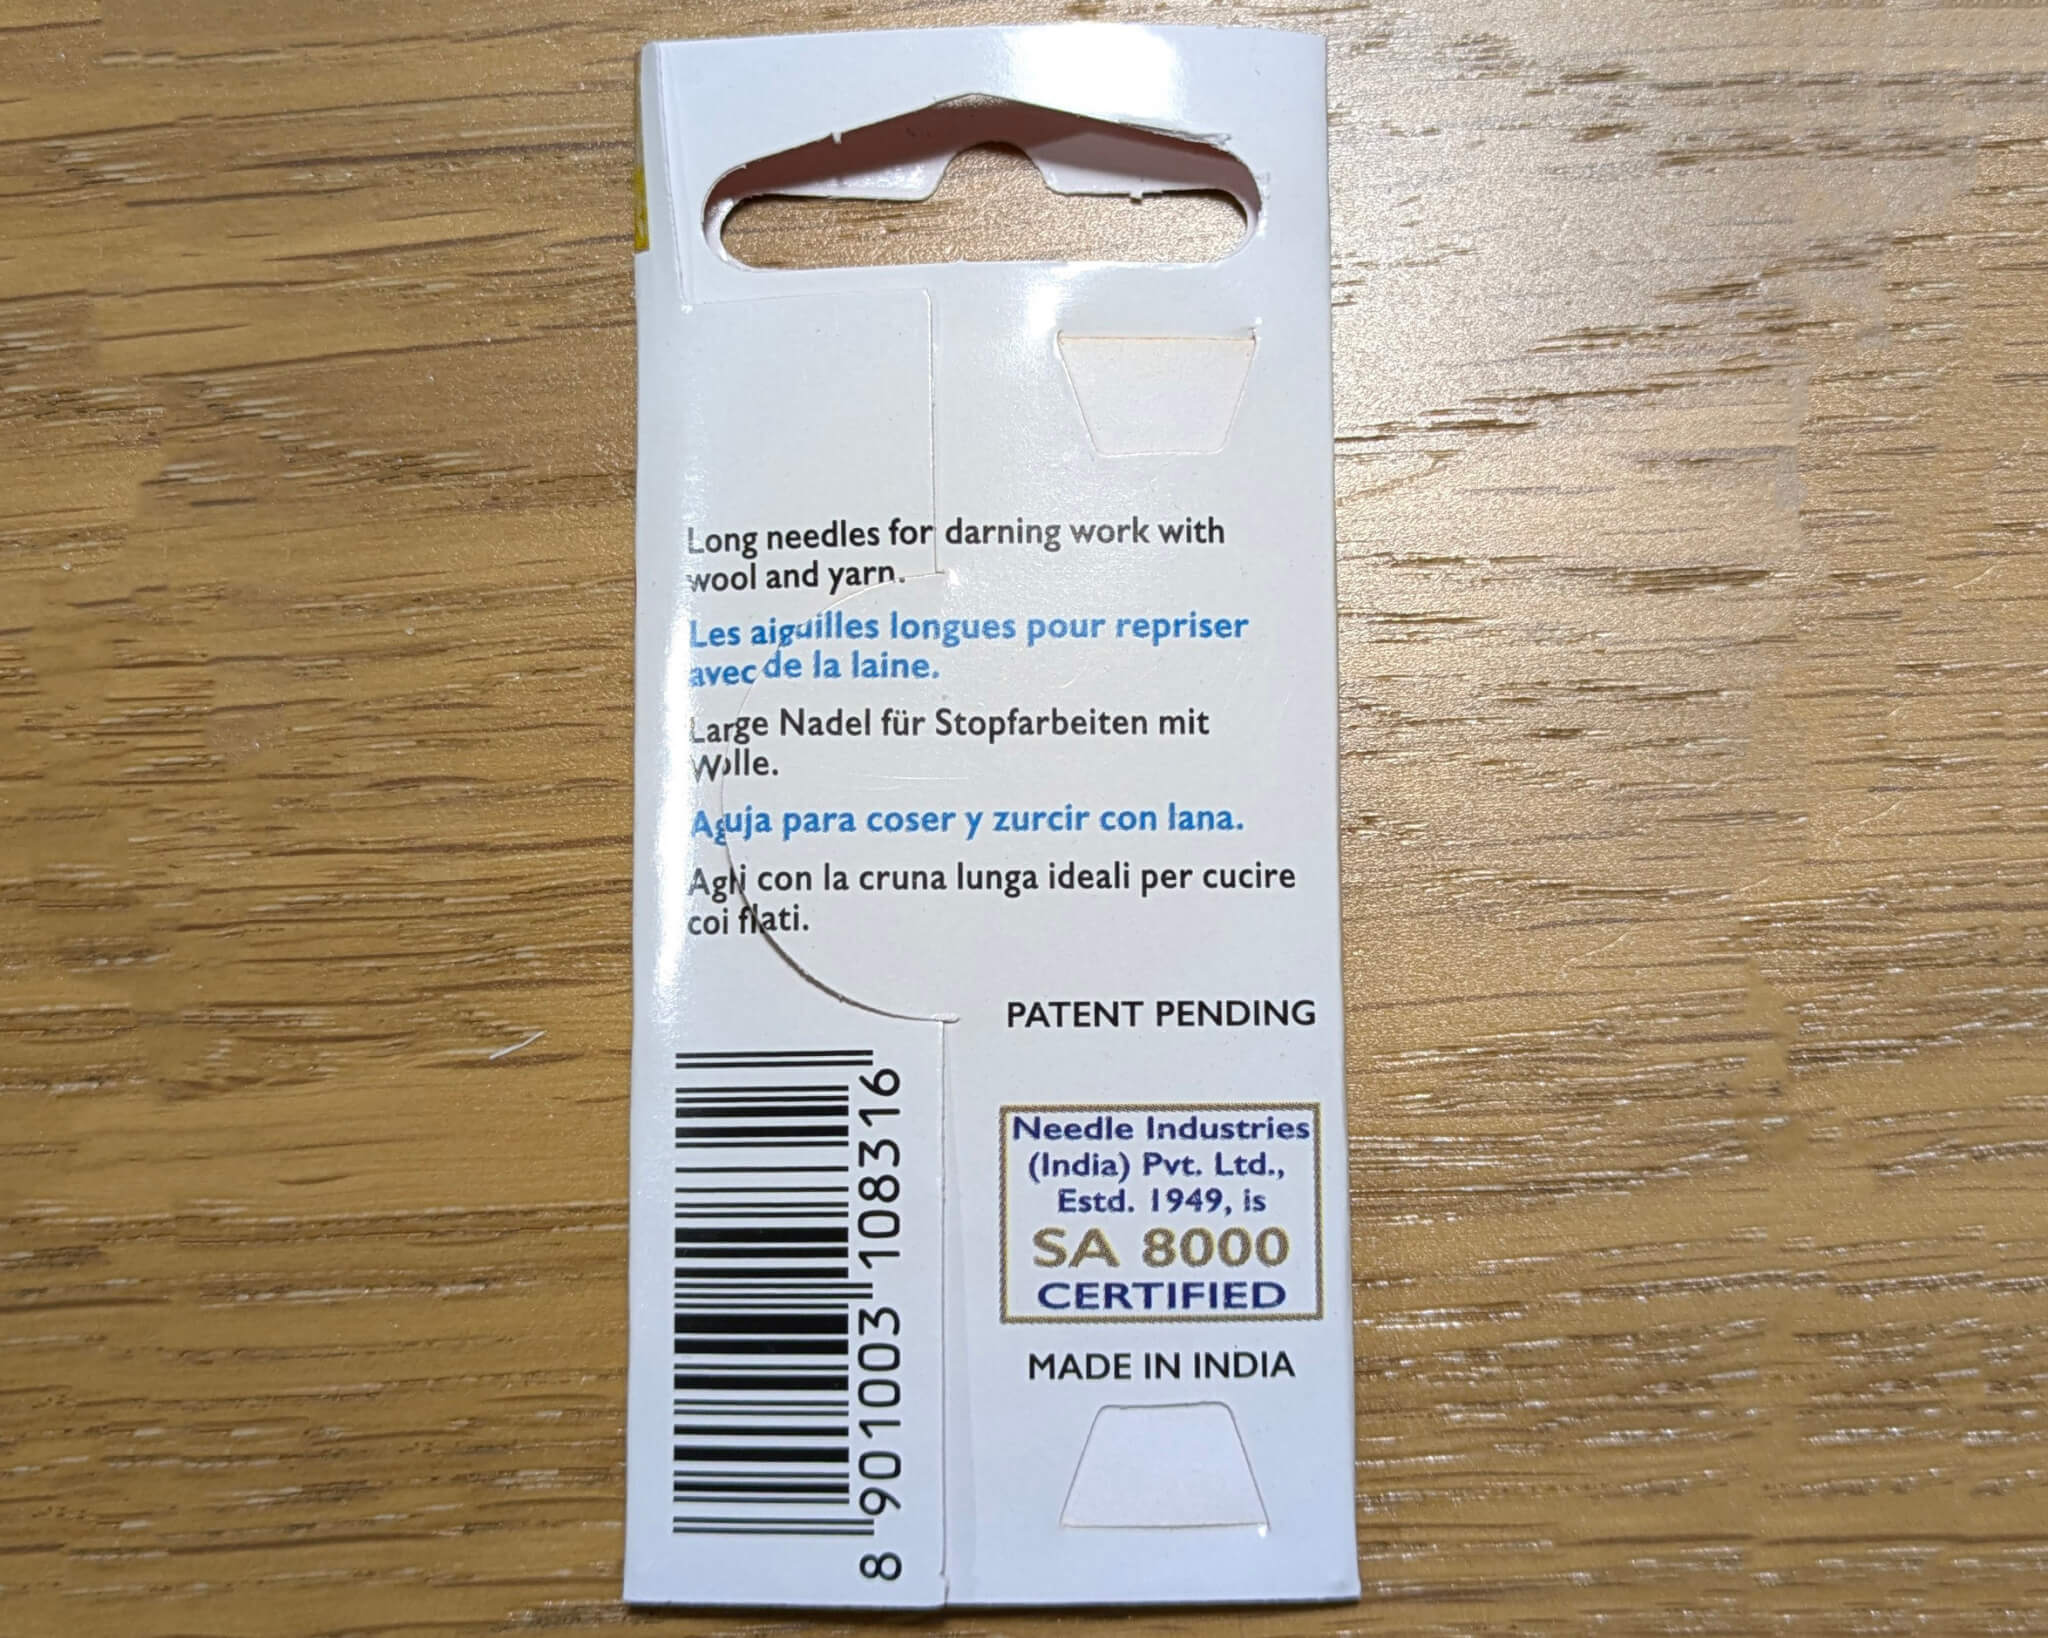 Long needles for darning work with
wool and yarn.
Les aiguilles longues pour repriser
avec de la laine.
Large Nadel für Stopfarbeiten mit
Wolle.
Aguja para coser y zurcir con lana.
Aghi con la cruna lunga ideali per cucire
coi flati.
PATENT PENDING
Needle Industries
(India) Pvt. Ltd.,
Estd. 1949, is
SA 8000
CERTIFIED
MADE IN INDIA
8 901003 108316